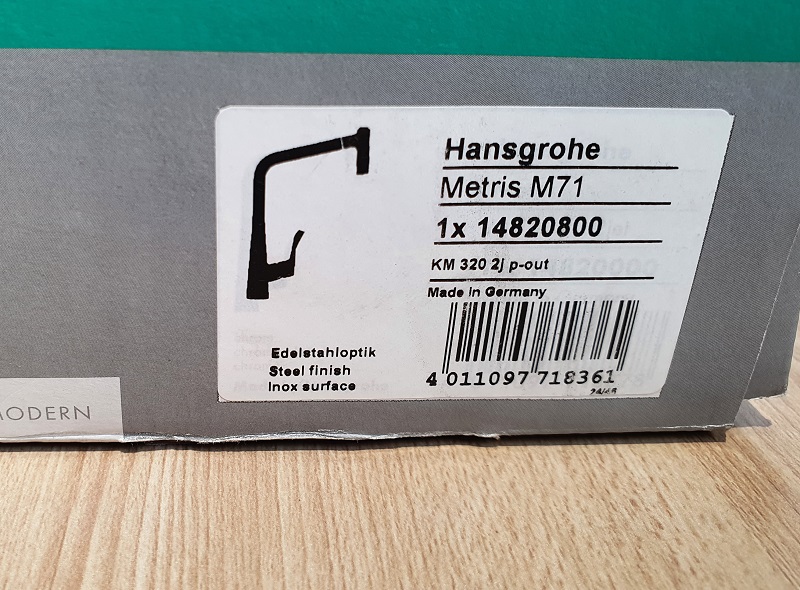 Hansgrohe
Metris M71
1x 14820800
KM 320 2j p-out
Made in Germany
Edelstahloptik
Steel finish
Inox surface
4 011097 718361
MODERN